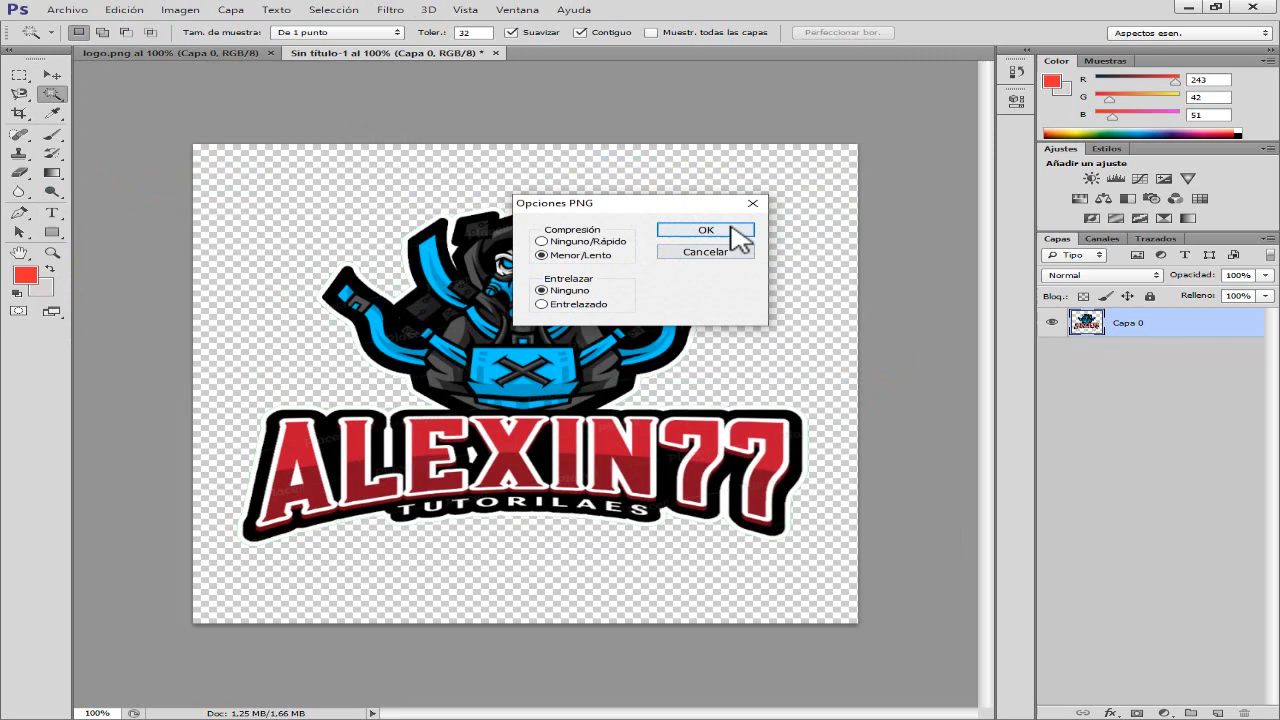 Ps Archivo Edición Imagen Capa Texto Selección Filtro 3D Vista Ventana Ayuda
Tam. de muestra: De 1 punto Toler.: 32 Suavizar Contiguo Muestr. todas las capas Perfeccionar bor. Aspectos esen.
logo.png al 100% (Capa 0, RGB/8) × Sin título-1 al 100% (Capa 0, RGB/8) * ×
Color Muestras
R 243
G 42
B 51
Ajustes Estilos
Añadir un ajuste
Capas Canales Trazados
Tipo
Normal Opacidad: 100%
Bloq.: Relleno: 100%
Capa 0
Opciones PNG
Compresión
Ninguno/Rápido
Menor/Lento
Entrelazar
Ninguno
Entrelazado
OK
Cancelar
ALEXIN77
TUTORILAES
100% Doc: 1,25 MB/1,66 MB